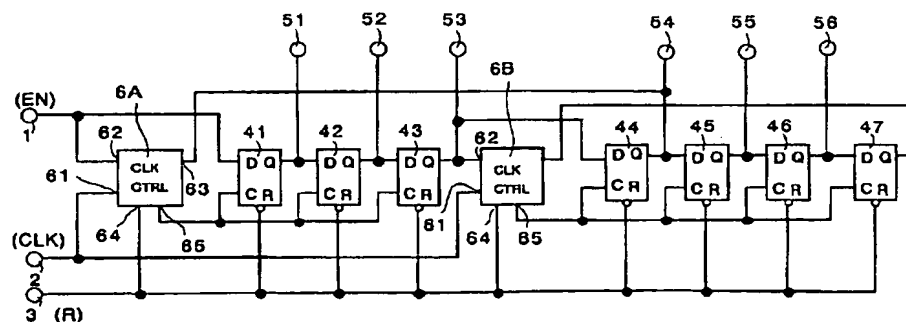 51 52 53 54 55 56
(EN) 6A 6B
1 62 41 42 43 62 44 45 46 47
CLK CTRL 63 D Q D Q D Q CLK CTRL D Q D Q D Q D Q
61 C R C R C R 61 C R C R C R C R
64 65 64 65
(CLK)
2
3 (R)